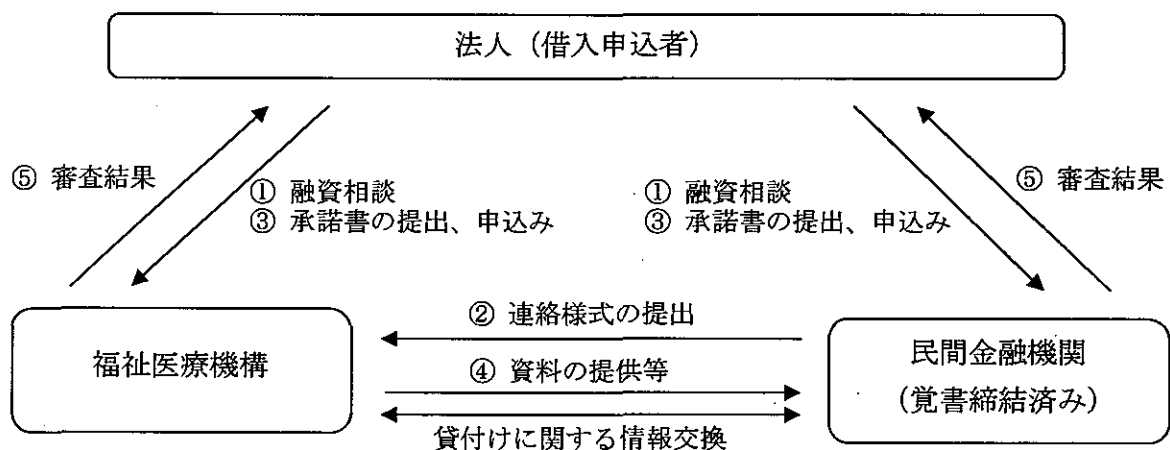 法人（借入申込者）
⑤ 審査結果
① 融資相談
③ 承諾書の提出、申込み
① 融資相談
③ 承諾書の提出、申込み
⑤ 審査結果
福祉医療機構
② 連絡様式の提出
④ 資料の提供等
貸付けに関する情報交換
民間金融機関
（覚書締結済み）